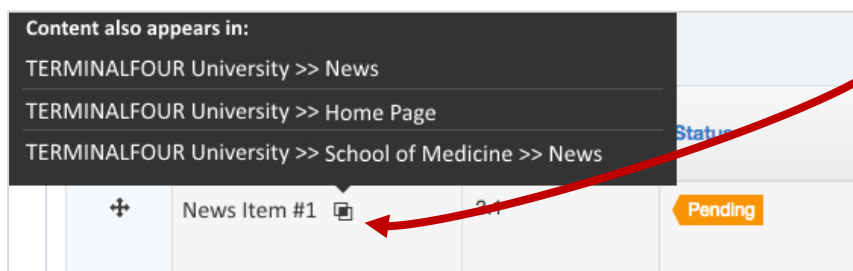 Content also appears in:
TERMINALFOUR University >> News
TERMINALFOUR University >> Home Page
TERMINALFOUR University >> School of Medicine >> News
Status
News Item #1
Pending